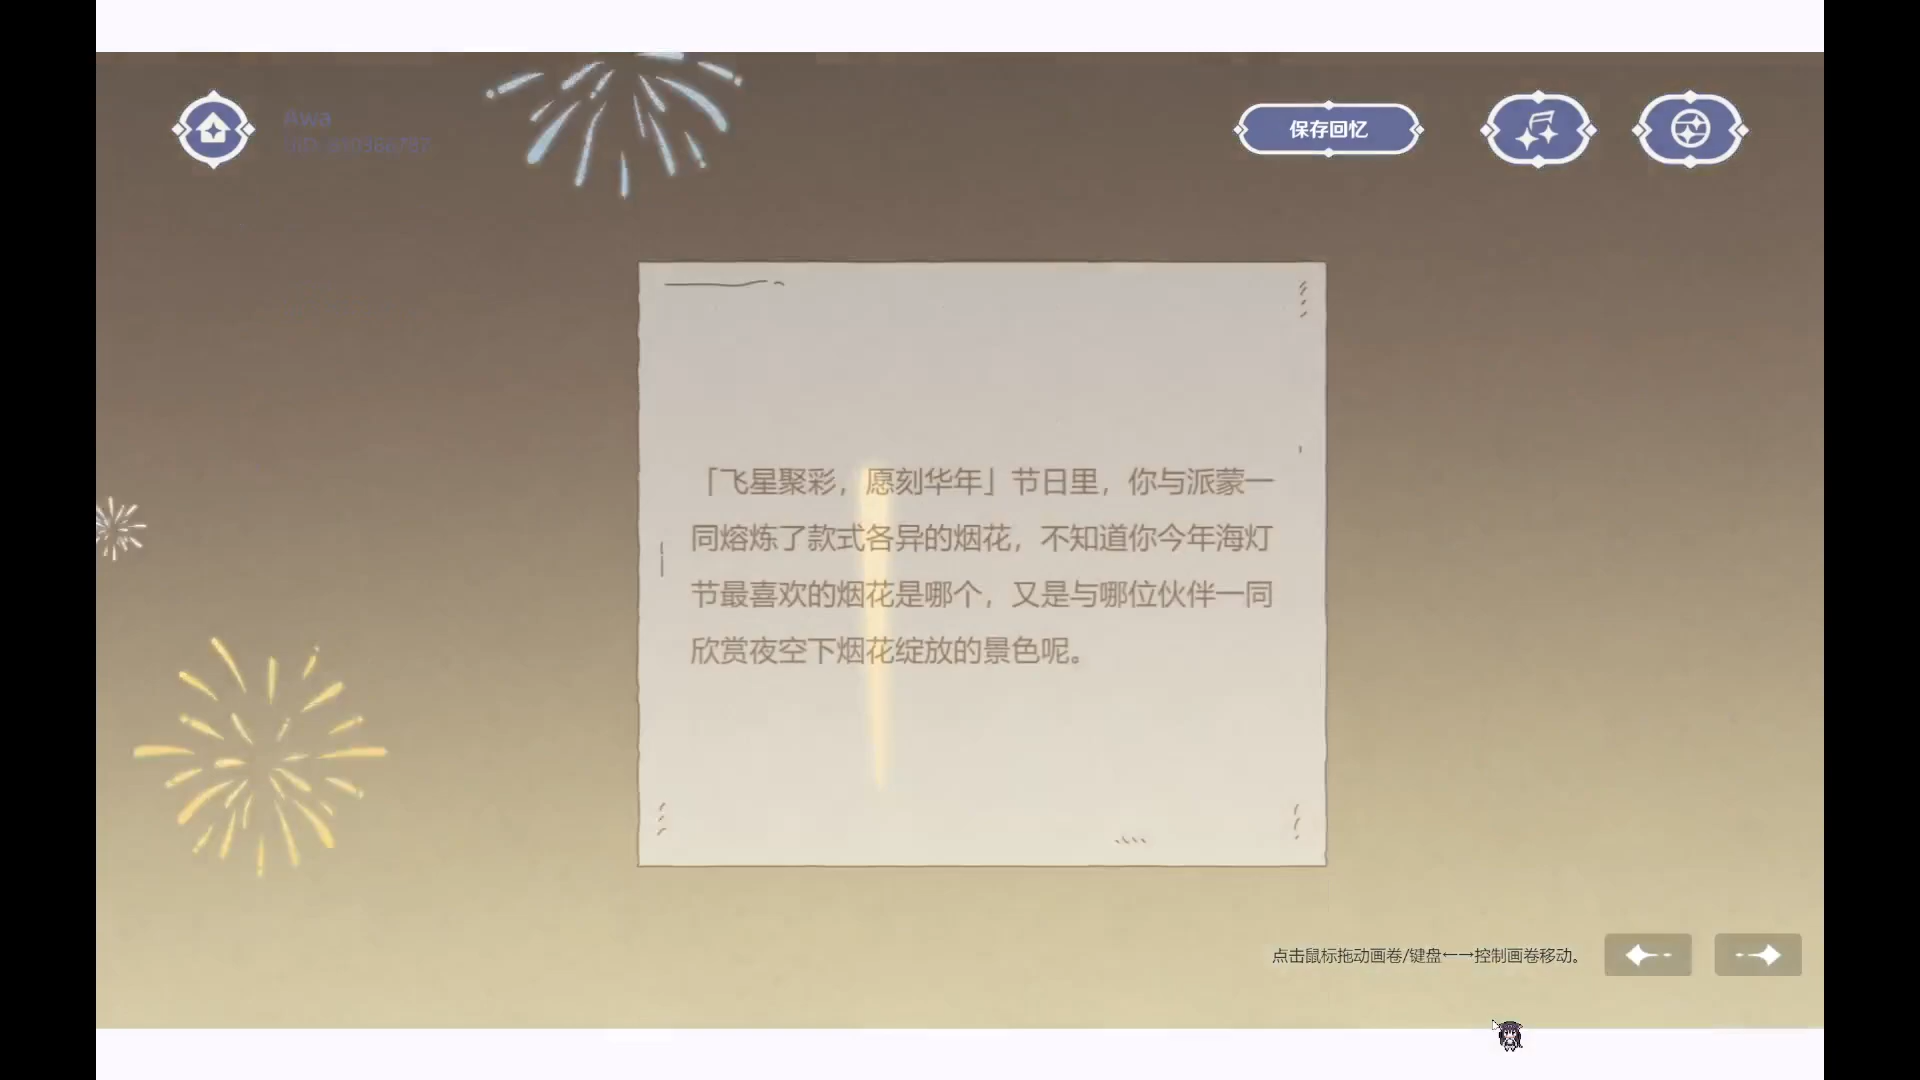 Awa
保存回忆
「飞星聚彩，愿刻华年」节日里，你与派蒙一
同熔炼了款式各异的烟花，不知道你今年海灯
节最喜欢的烟花是哪个，又是与哪位伙伴一同
欣赏夜空下烟花绽放的景色呢。
点击鼠标拖动画卷/键盘←→控制画卷移动。